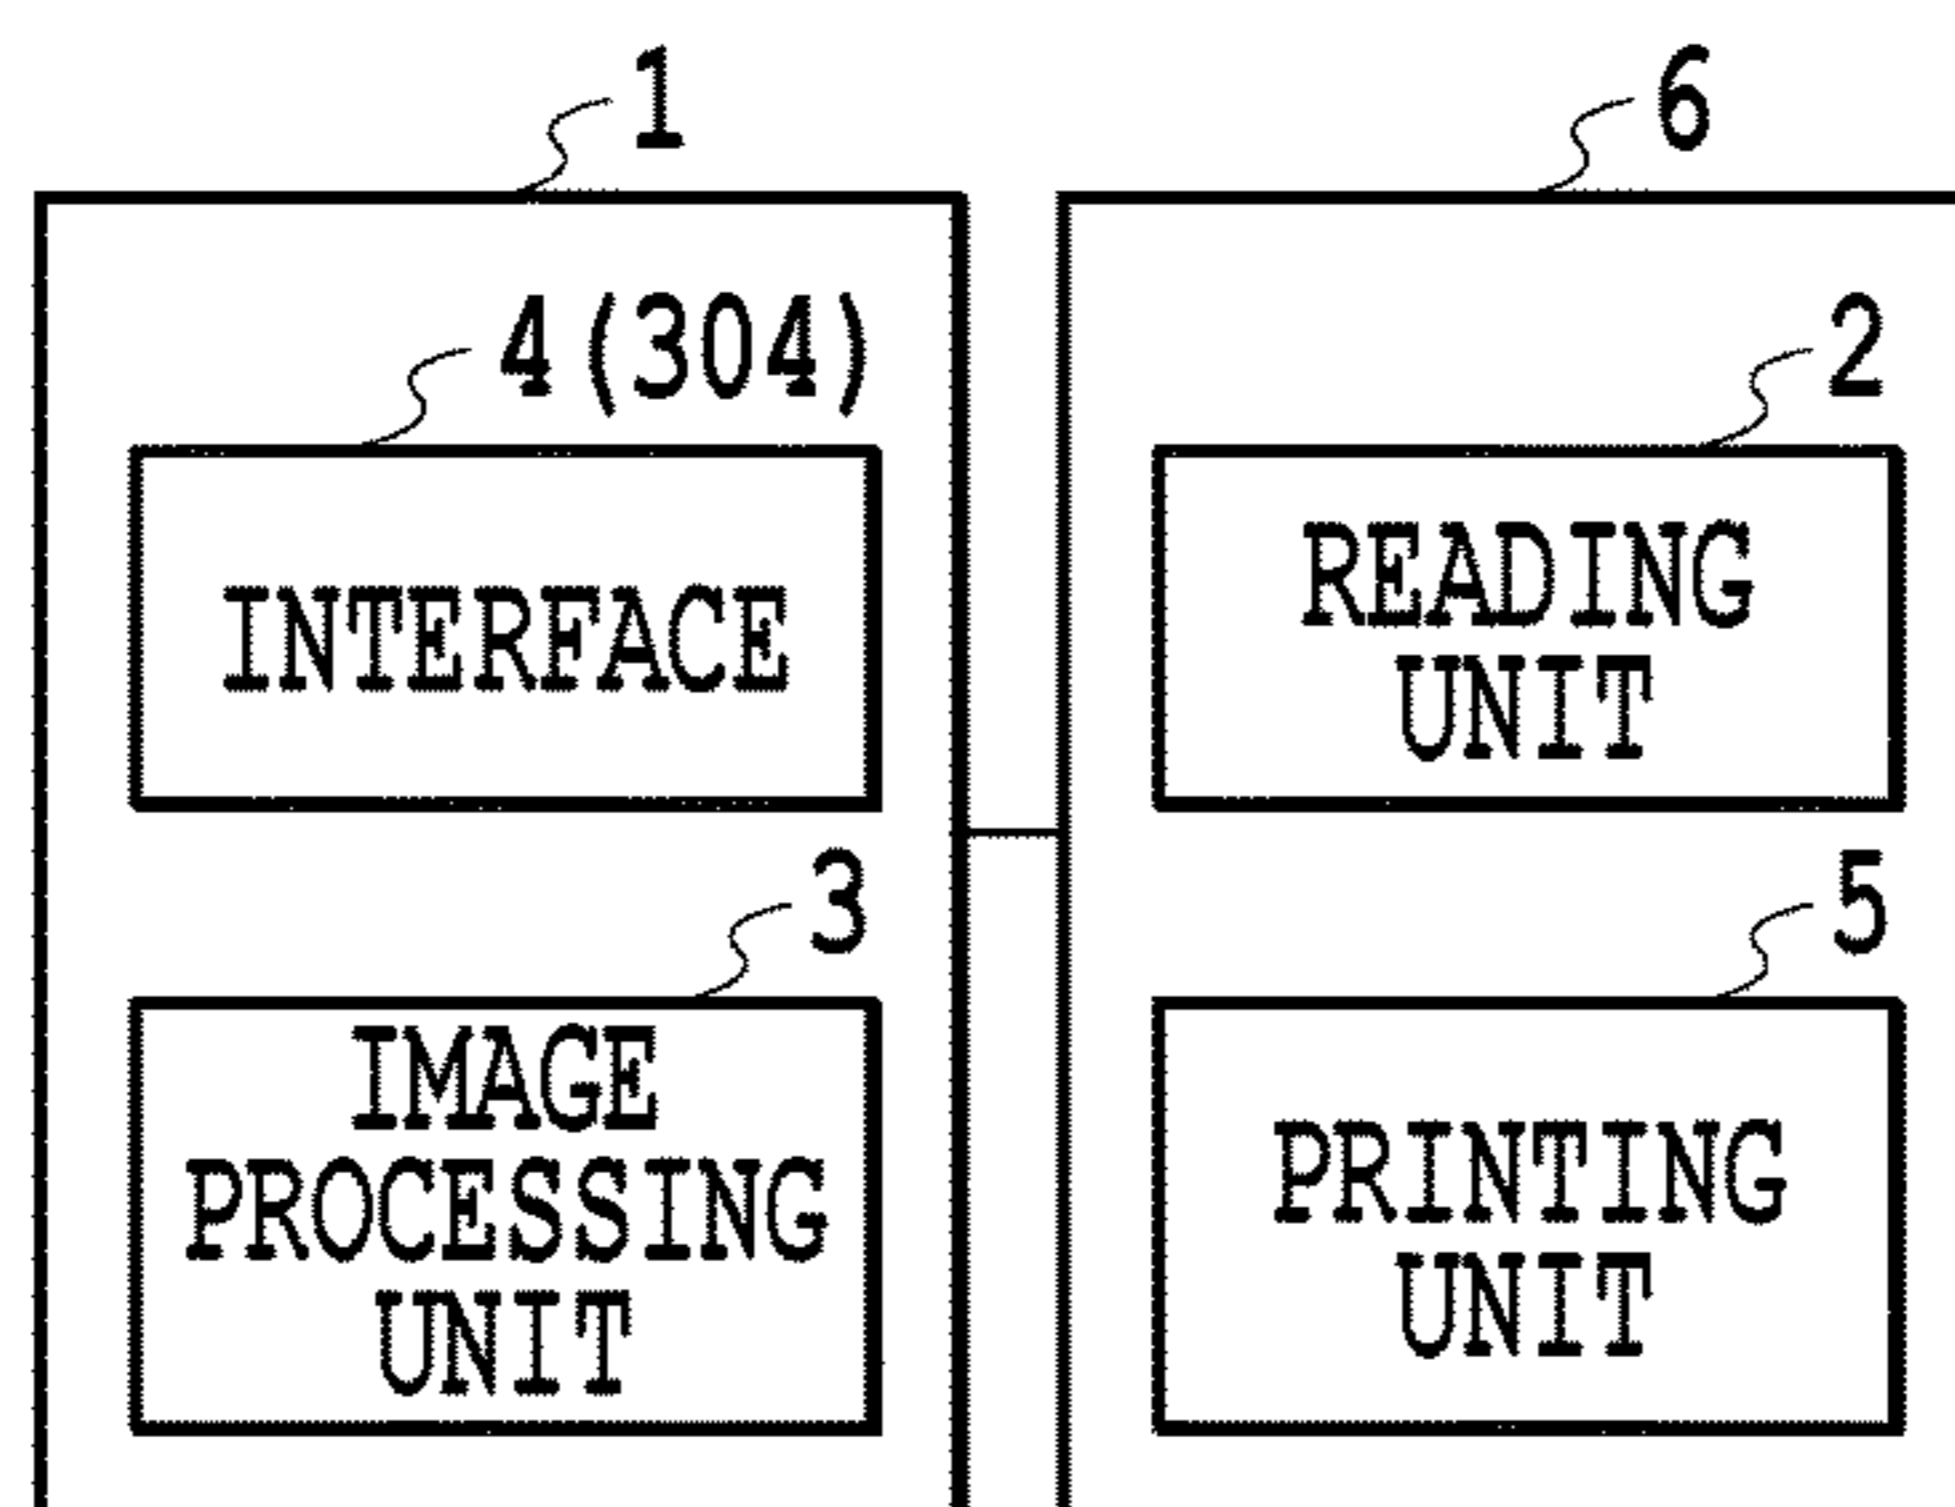 1
6
4(304)
2
INTERFACE
READING
UNIT
3
5
IMAGE
PROCESSING
UNIT
PRINTING
UNIT